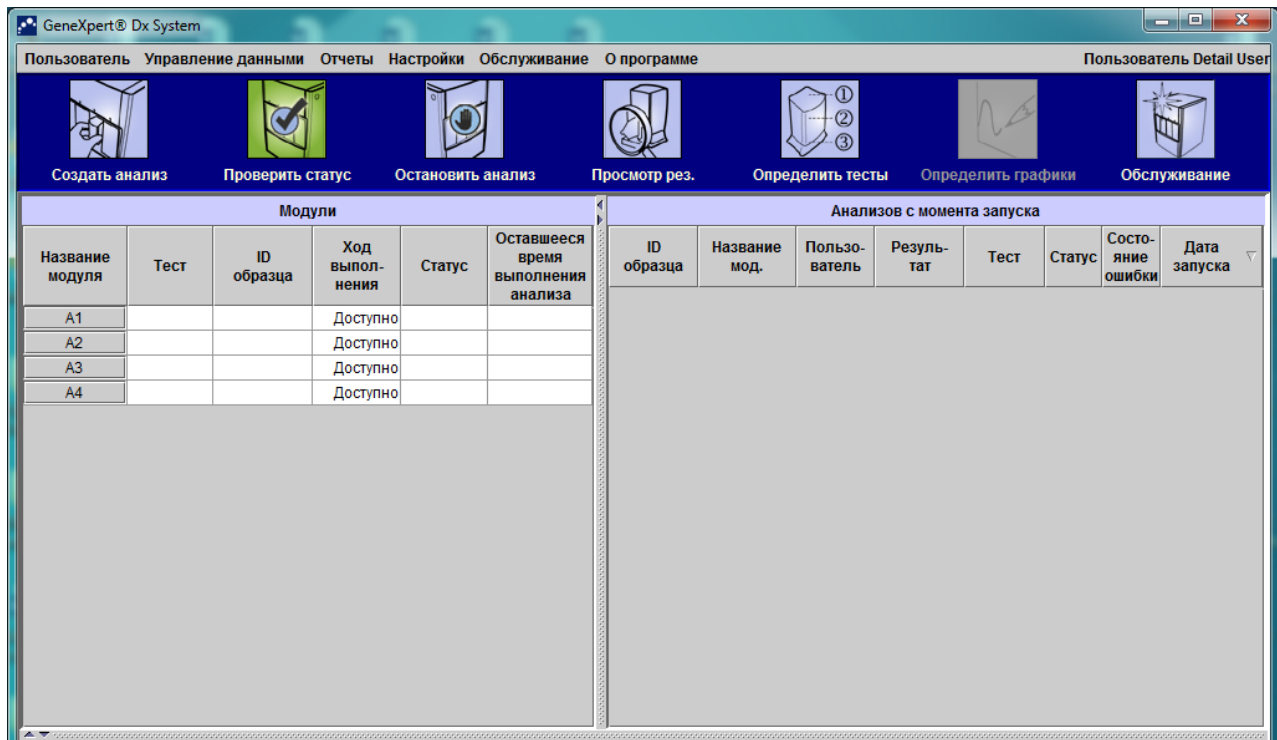 GeneXpert® Dx System
Пользователь Управление данными Отчеты Настройки Обслуживание О программе Пользователь Detail User
① 
② 
③
Создать анализ Проверить статус Остановить анализ Просмотр рез. Определить тесты Определить графики Обслуживание
Модули
Название модуля
Тест
ID образца
Ход выпол-
нения
Статус
Оставшееся время выполнения анализа
A1 Доступно
A2 Доступно
A3 Доступно
A4 Доступно
Анализов с момента запуска
ID образца
Название мод.
Пользо-
ватель
Резуль-
тат
Тест
Статус
Состо-
яние ошибки
Дата запуска